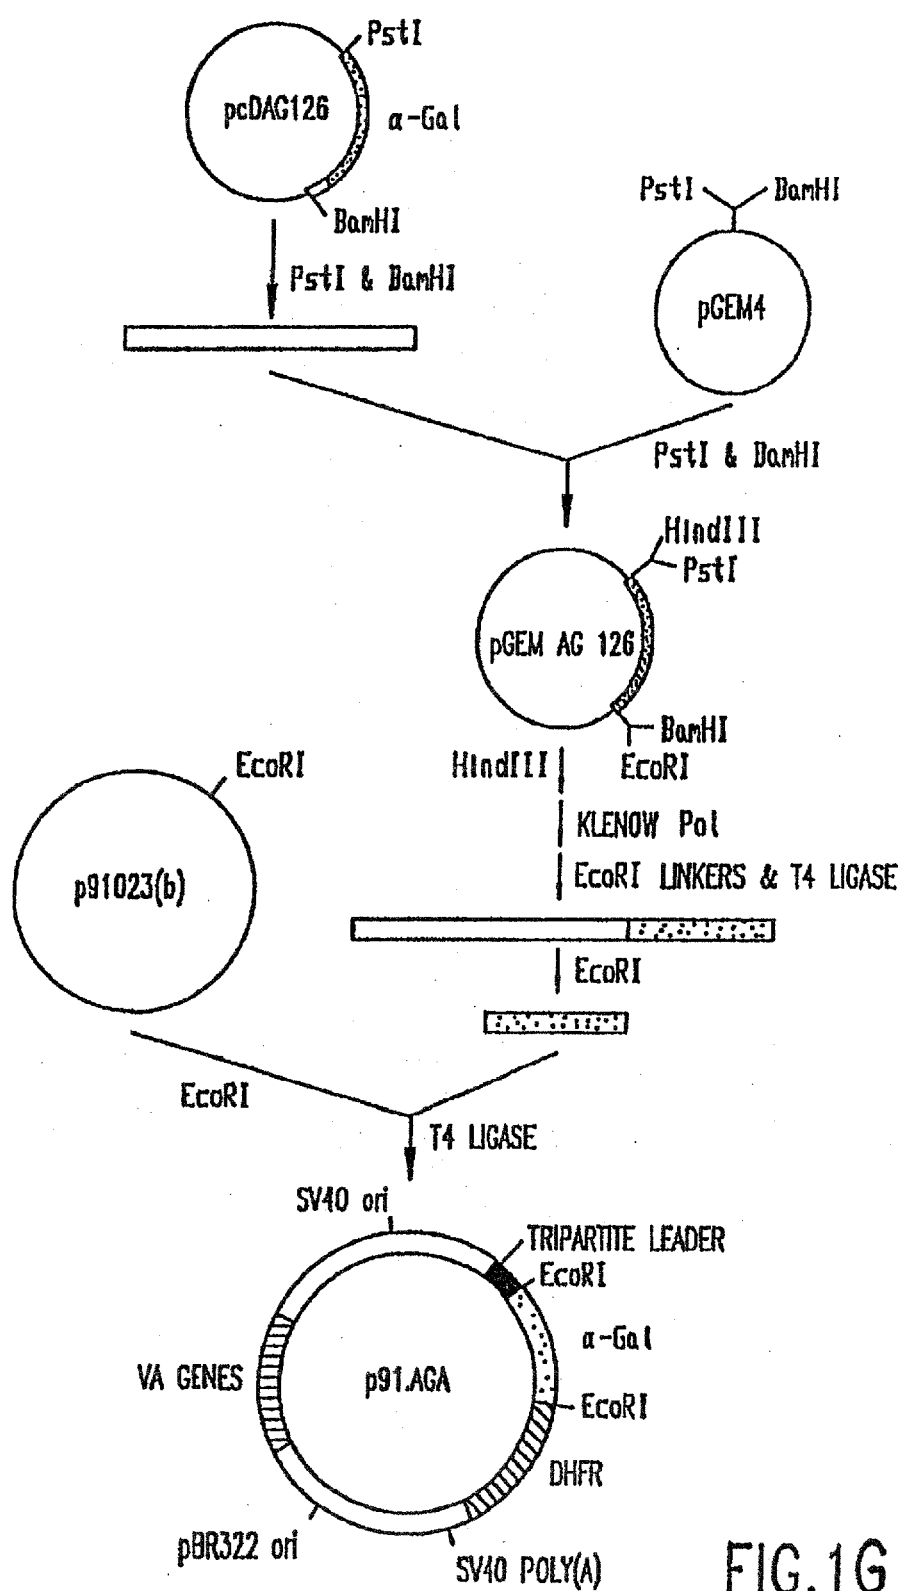 PstI
pcDAG126
α-Gal
BamHI
PstI & BamHI
PstI BamHI
pGEM4
PstI & BamHI
HindIII
PstI
pGEM AG 126
BamHI
EcoRI
HindIII
EcoRI
KLENOW Pol
p91023(b)
EcoRI LINKERS & T4 LIGASE
EcoRI
EcoRI
T4 LIGASE
SV40 ori
TRIPARTITE LEADER
EcoRI
α-Gal
VA GENES
p91.AGA
EcoRI
DHFR
pBR322 ori
SV40 POLY(A)
FIG.1G